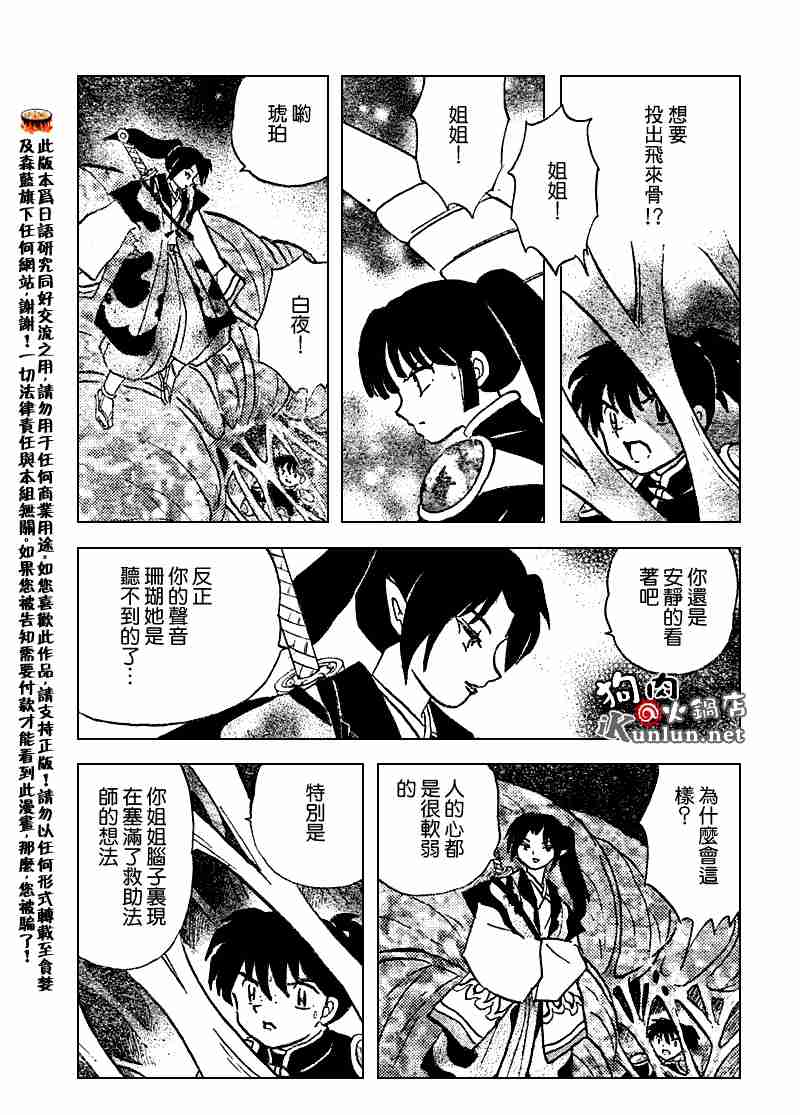 想要
投出飛來骨!?
姐姐!
姐姐!
喲
琥珀
白夜!
你還是
安靜的看
著吧
反正
你的聲音
珊瑚她是
聽不到的了…
為什麼會這
樣?
人的心都
是很軟弱
的
特別是
你姐姐腦子裏現
在塞滿了救助法
師的想法
狗肉@火鍋店
iKunlun.net
此版本爲日語研究同好交流之用,請勿用于任何商業用途。如您喜歡此作品,請支持正版!請勿以任何形式轉載至貪婪
及森藍旗下任何網站,謝謝!一切法律責任與本組無關。如果您被告知需要付款才能看到此漫畫,那麽,您被騙了!